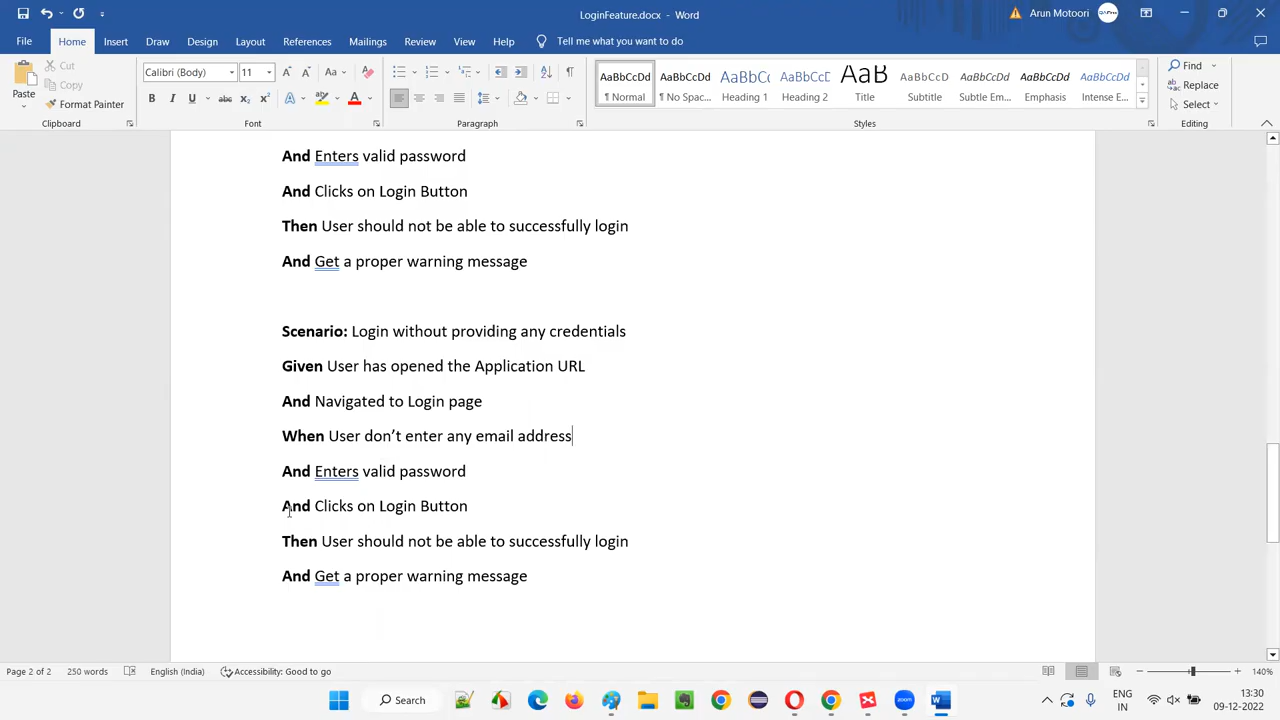 LoginFeature.docx - Word
Arun Motoori
File Home Insert Draw Design Layout References Mailings Review View Help Tell me what you want to do
Paste
Cut
Copy
Format Painter
Clipboard
Calibri (Body) 11
Font
Paragraph
AaBbCcDd AaBbCcDd AaBbCc AaBbCcD AaB AaBbCcD AaBbCcDd AaBbCcDd AaBbCcDd
¶ Normal ¶ No Spac... Heading 1 Heading 2 Title Subtitle Subtle Em... Emphasis Intense E...
Styles
Find
Replace
Select
Editing
And Enters valid password
And Clicks on Login Button
Then User should not be able to successfully login
And Get a proper warning message
Scenario: Login without providing any credentials
Given User has opened the Application URL
And Navigated to Login page
When User don’t enter any email address
And Enters valid password
And Clicks on Login Button
Then User should not be able to successfully login
And Get a proper warning message
Page 2 of 2 250 words English (India) Accessibility: Good to go 140%
Search
ENG
IN
13:30
09-12-2022